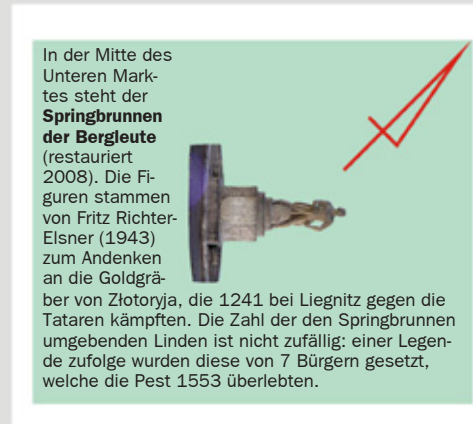 In der Mitte des
Unteren Mark-
tes steht der
Springbrunnen
der Bergleute
(restauriert
2008). Die Fi-
guren stammen
von Fritz Richter-
Elsner (1943)
zum Andenken
an die Goldgrä-
ber von Złotoryja, die 1241 bei Liegnitz gegen die
Tataren kämpften. Die Zahl der den Springbrunnen
umgebenden Linden ist nicht zufällig: einer Legen-
de zufolge wurden diese von 7 Bürgern gesetzt,
welche die Pest 1553 überlebten.